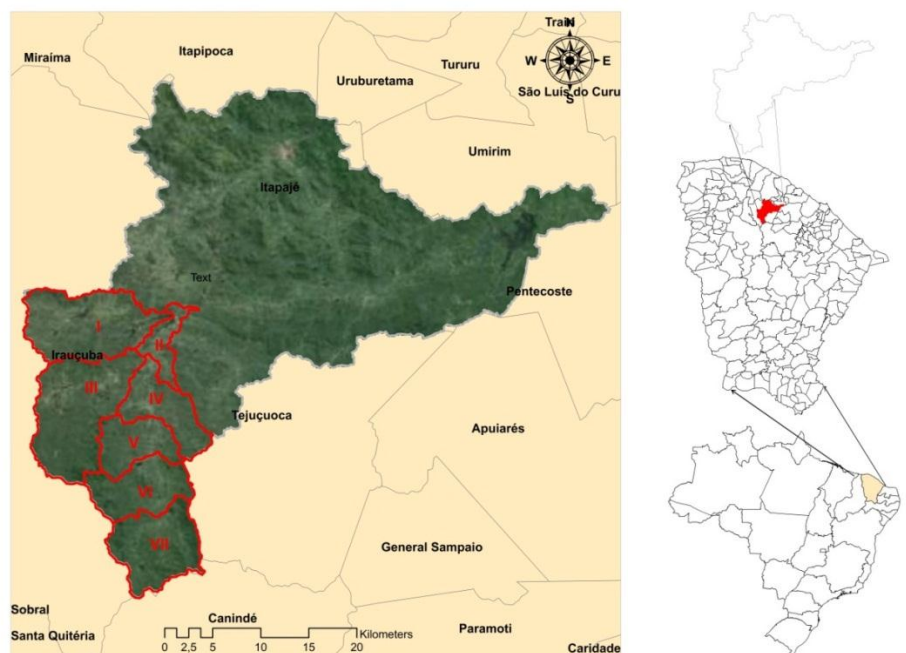 Miraíma
Itapipoca
Trairi
N
W
E
S
Uruburetama
Tururu
São Luís do Curu
Umirim
Itapajé
Text
Pentecoste
I
II
Irauçuba
III
IV
Tejuçuoca
Apuiarés
V
VI
VII
General Sampaio
Sobral
Santa Quitéria
Canindé
Paramoti
Caridade
Kilometers
0 2,5 5 10 15 20